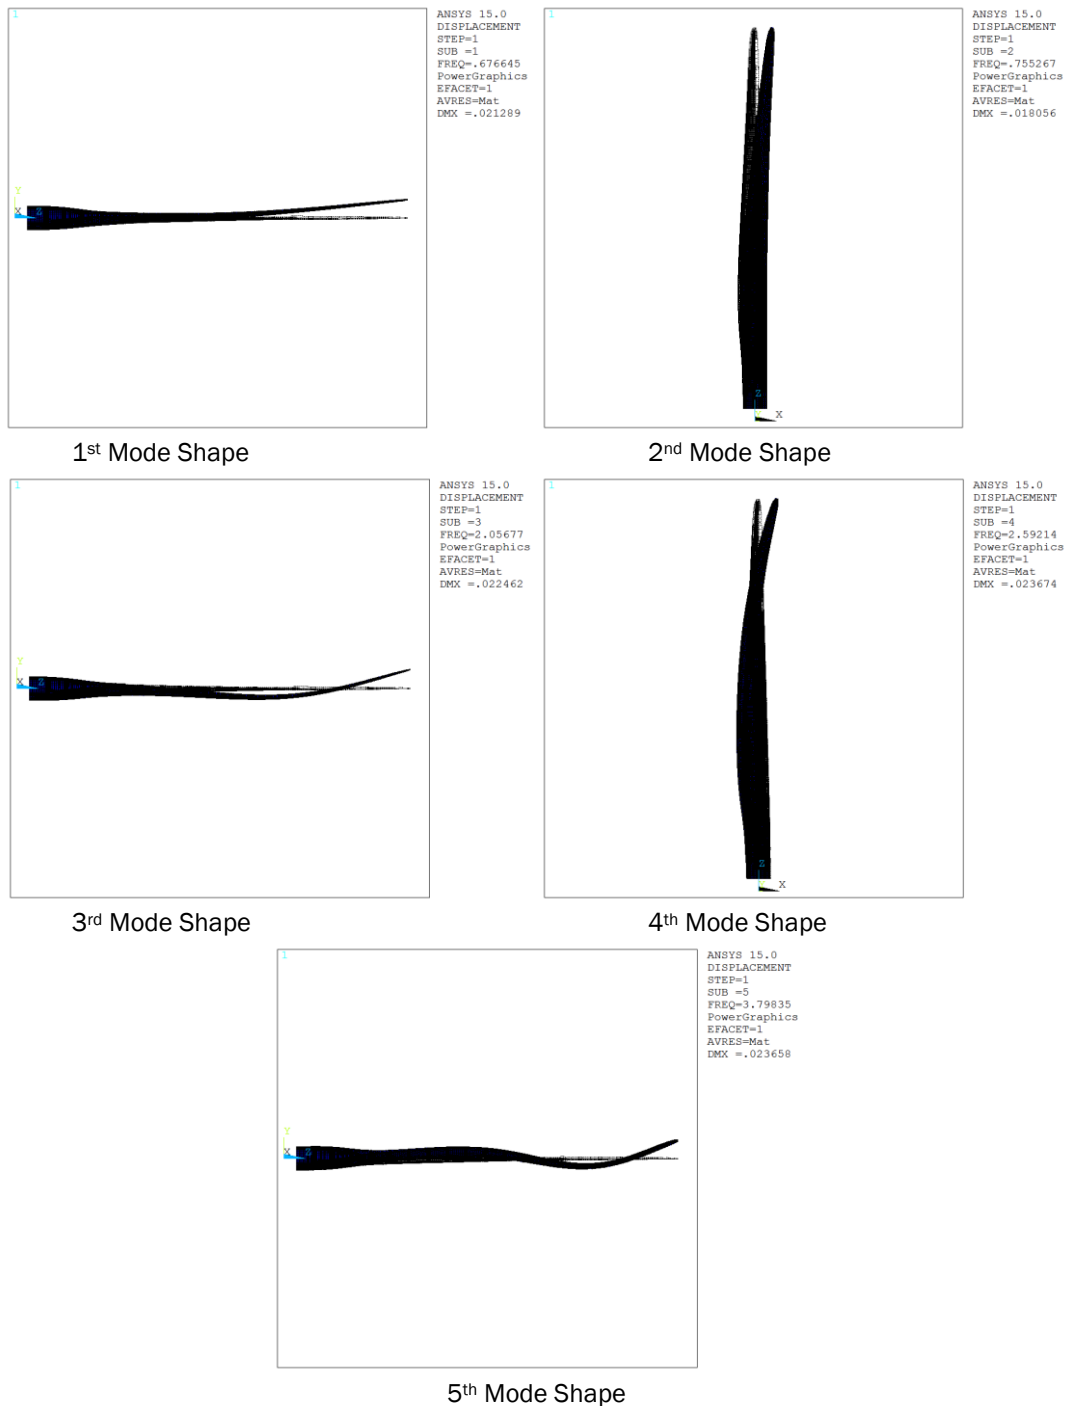 1
ANSYS 15.0
DISPLACEMENT
STEP=1
SUB =1
FREQ=.676645
PowerGraphics
EFACET=1
AVRES=Mat
DMX =.021289
Y
X
Z
1st Mode Shape
1
ANSYS 15.0
DISPLACEMENT
STEP=1
SUB =2
FREQ=.755267
PowerGraphics
EFACET=1
AVRES=Mat
DMX =.018056
Z
X
2nd Mode Shape
1
ANSYS 15.0
DISPLACEMENT
STEP=1
SUB =3
FREQ=2.05677
PowerGraphics
EFACET=1
AVRES=Mat
DMX =.022462
Y
X
Z
3rd Mode Shape
1
ANSYS 15.0
DISPLACEMENT
STEP=1
SUB =4
FREQ=2.59214
PowerGraphics
EFACET=1
AVRES=Mat
DMX =.023674
Z
X
4th Mode Shape
1
ANSYS 15.0
DISPLACEMENT
STEP=1
SUB =5
FREQ=3.79835
PowerGraphics
EFACET=1
AVRES=Mat
DMX =.023658
Y
X
Z
5th Mode Shape